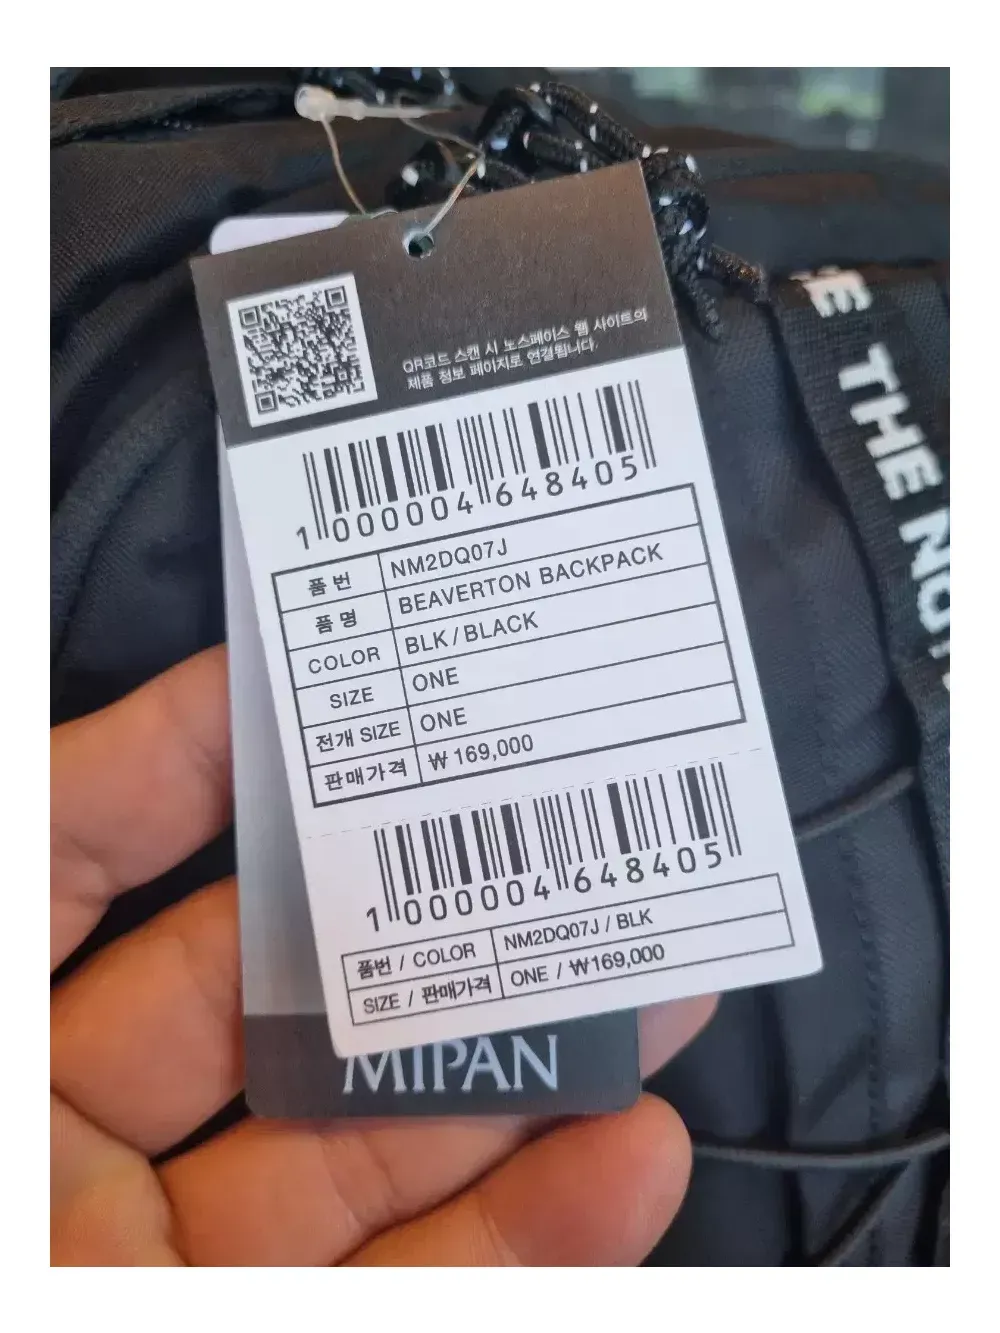 QR코드 스캔 시 노스페이스 웹 사이트의
제품 정보 페이지로 연결됩니다.
1 000004 648405
품 번 NM2DQ07J
품 명 BEAVERTON BACKPACK
COLOR BLK/BLACK
SIZE ONE
전개 SIZE ONE
판매가격 ₩ 169,000
1 000004 648405
품번 / COLOR NM2DQ07J / BLK
SIZE / 판매가격 ONE / ₩169,000
MIPAN
THE